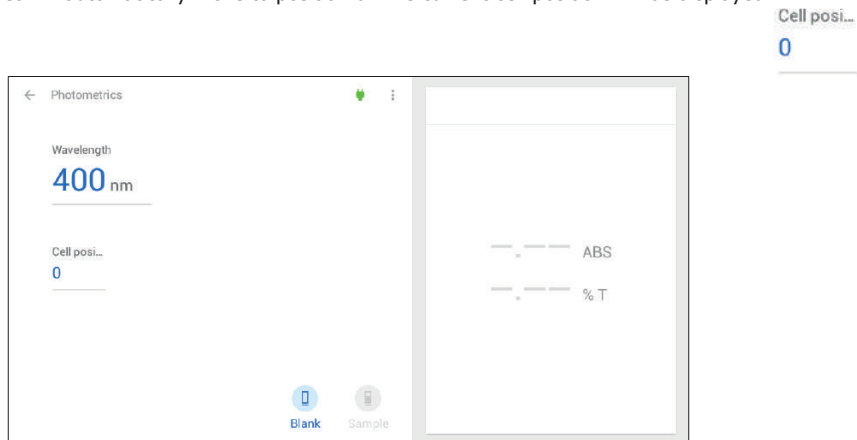 Cell posi...
0
Photometrics
Wavelength
400 nm
Cell posi...
0
-.-- ABS
-.-- % T
Blank
Sample